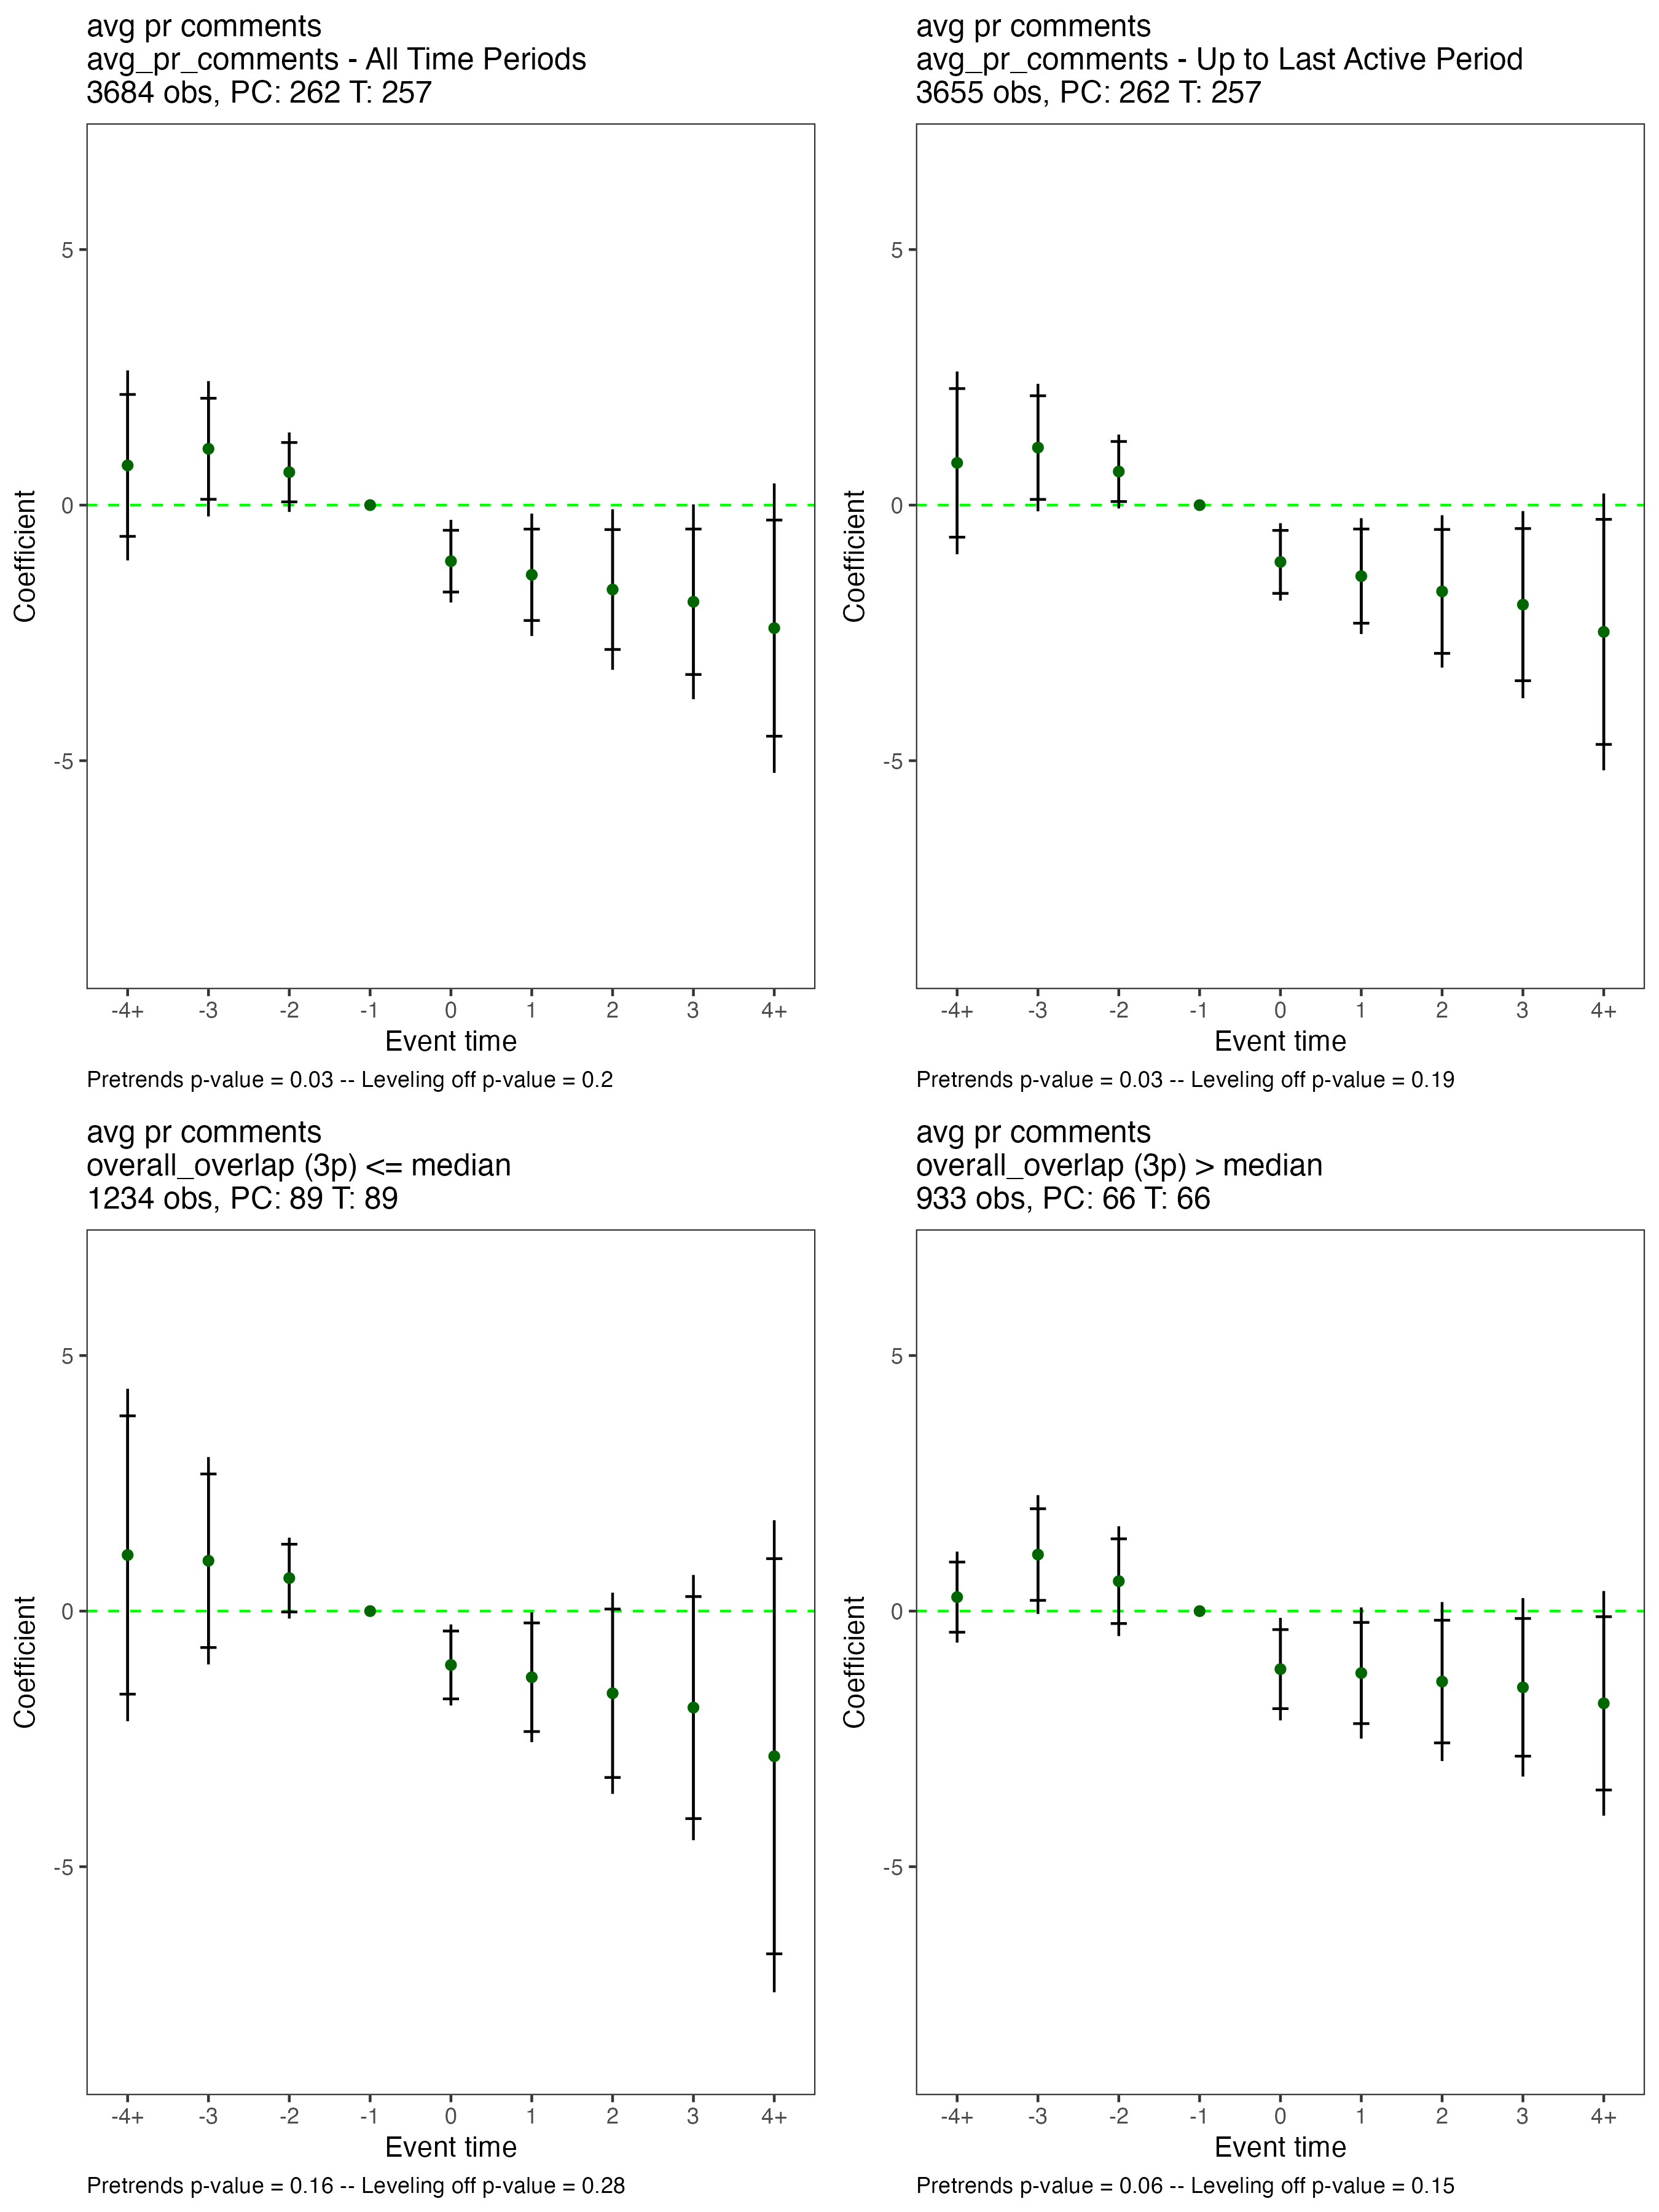 avg pr comments
avg_pr_comments - All Time Periods
3684 obs, PC: 262 T: 257
5
0
-5
Coefficient
-4+ -3 -2 -1 0 1 2 3 4+
Event time
Pretrends p-value = 0.03 -- Leveling off p-value = 0.2
avg pr comments
avg_pr_comments - Up to Last Active Period
3655 obs, PC: 262 T: 257
5
0
-5
Coefficient
-4+ -3 -2 -1 0 1 2 3 4+
Event time
Pretrends p-value = 0.03 -- Leveling off p-value = 0.19
avg pr comments
overall_overlap (3p) <= median
1234 obs, PC: 89 T: 89
5
0
-5
Coefficient
-4+ -3 -2 -1 0 1 2 3 4+
Event time
Pretrends p-value = 0.16 -- Leveling off p-value = 0.28
avg pr comments
overall_overlap (3p) > median
933 obs, PC: 66 T: 66
5
0
-5
Coefficient
-4+ -3 -2 -1 0 1 2 3 4+
Event time
Pretrends p-value = 0.06 -- Leveling off p-value = 0.15